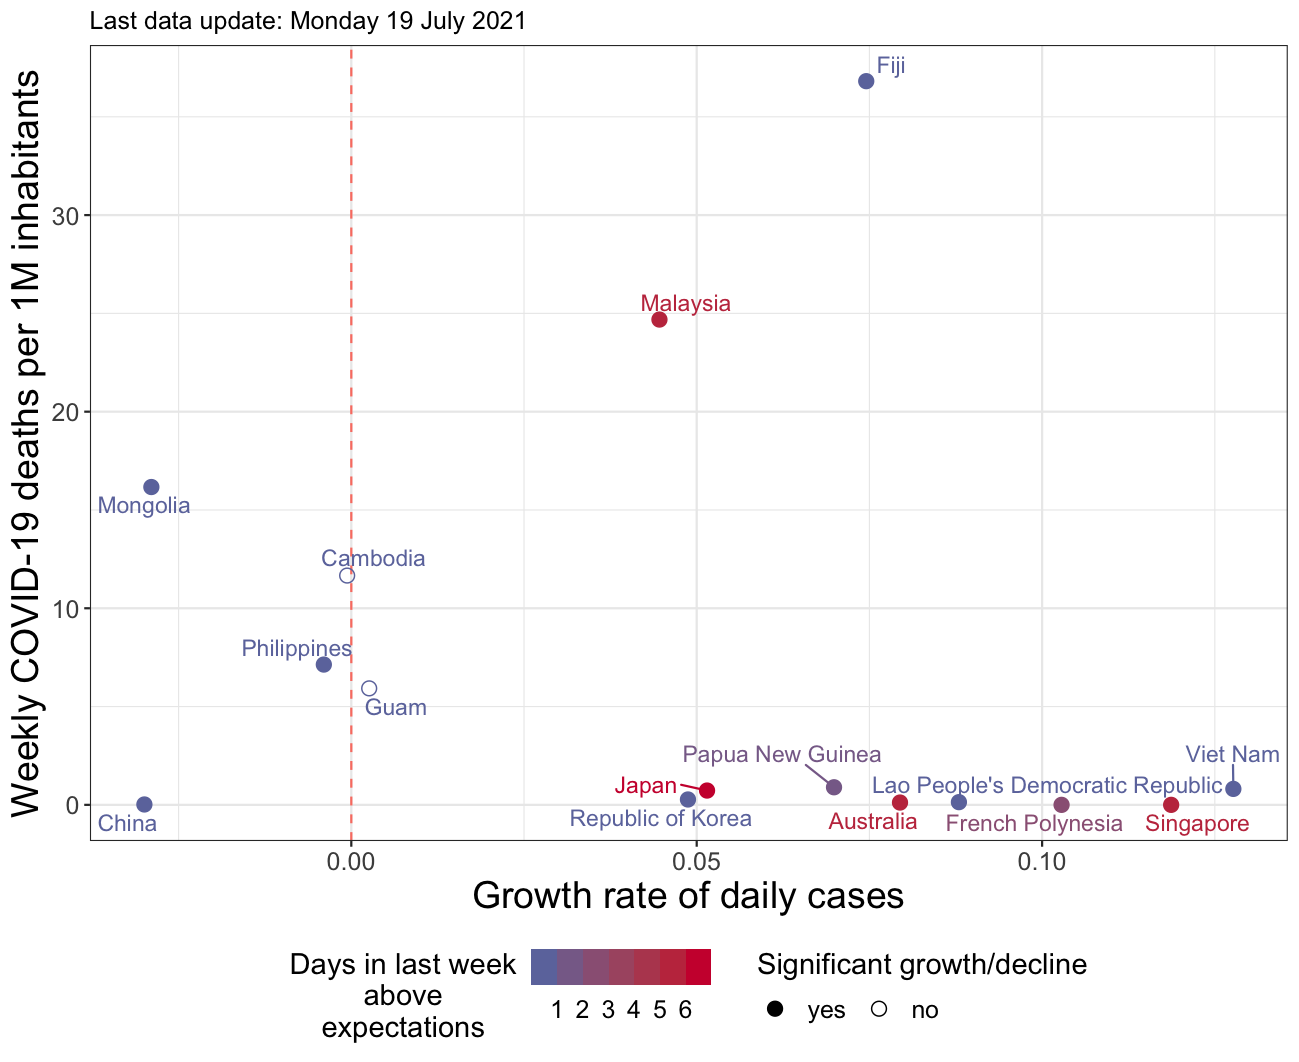 Last data update: Monday 19 July 2021
Weekly COVID-19 deaths per 1M inhabitants
30
20
10
0
Fiji
Malaysia
Mongolia
Cambodia
Philippines
Guam
Papua New Guinea
Viet Nam
Japan
Lao People's Democratic Republic
Republic of Korea
Australia
French Polynesia
Singapore
China
0.00
0.05
0.10
Growth rate of daily cases
Days in last week
above
expectations
1 2 3 4 5 6
Significant growth/decline
yes
no